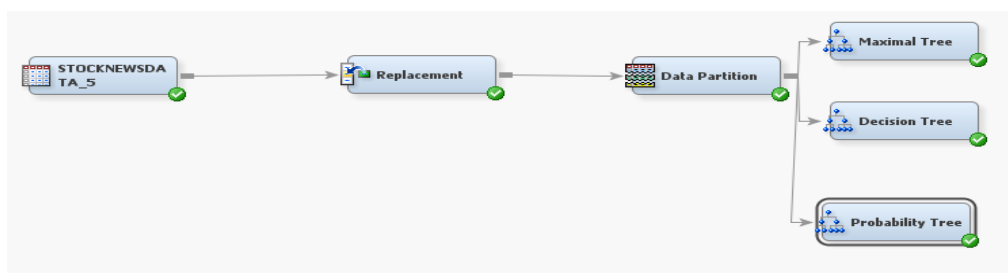 STOCKNEWSDA
TA_5
Replacement
Data Partition
Maximal Tree
Decision Tree
Probability Tree